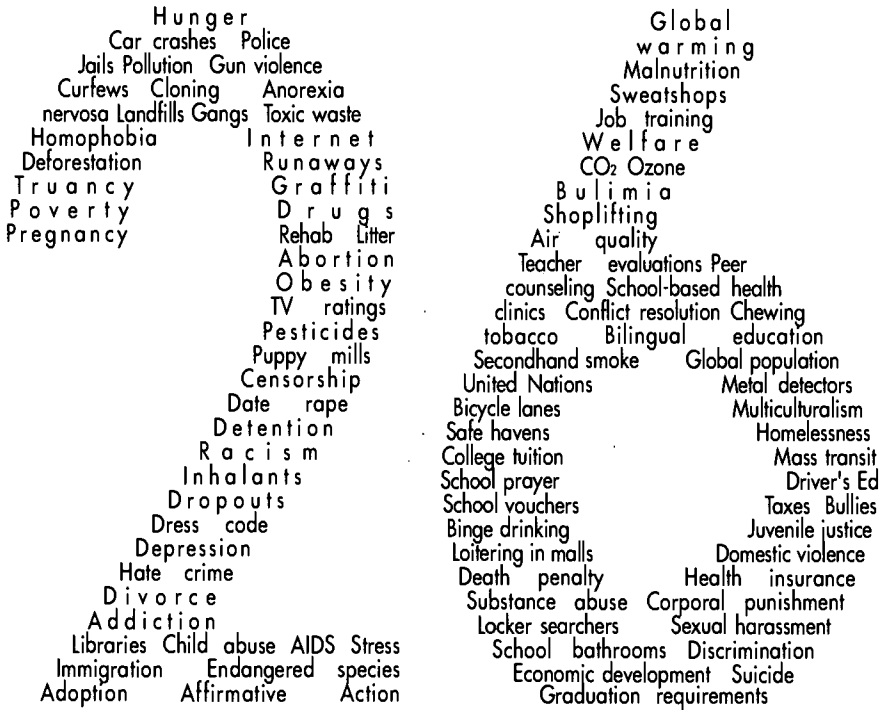 Hunger
Car crashes Police
Jails Pollution Gun violence
Curfews Cloning Anorexia
nervosa Landfills Gangs Toxic waste
Homophobia Internet
Deforestation Runaways
Truancy Graffiti
Poverty Drugs
Pregnancy Rehab Litter
Abortion
Obesity
TV ratings
Pesticides
Puppy mills
Censorship
Date rape
Detention
Racism
Inhalants
Dropouts
Dress code
Depression
Hate crime
Divorce
Addiction
Libraries Child abuse AIDS Stress
Immigration Endangered species
Adoption Affirmative Action
Global
warming
Malnutrition
Sweatshops
Job training
Welfare
CO2 Ozone
Bulimia
Shoplifting
Air quality
Teacher evaluations Peer
counseling School-based health
clinics Conflict resolution Chewing
tobacco Bilingual education
Secondhand smoke Global population
United Nations Metal detectors
Bicycle lanes Multiculturalism
Safe havens Homelessness
College tuition Mass transit
School prayer Driver's Ed
School vouchers Taxes Bullies
Binge drinking Juvenile justice
Loitering in malls Domestic violence
Death penalty Health insurance
Substance abuse Corporal punishment
Locker searchers Sexual harassment
School bathrooms Discrimination
Economic development Suicide
Graduation requirements